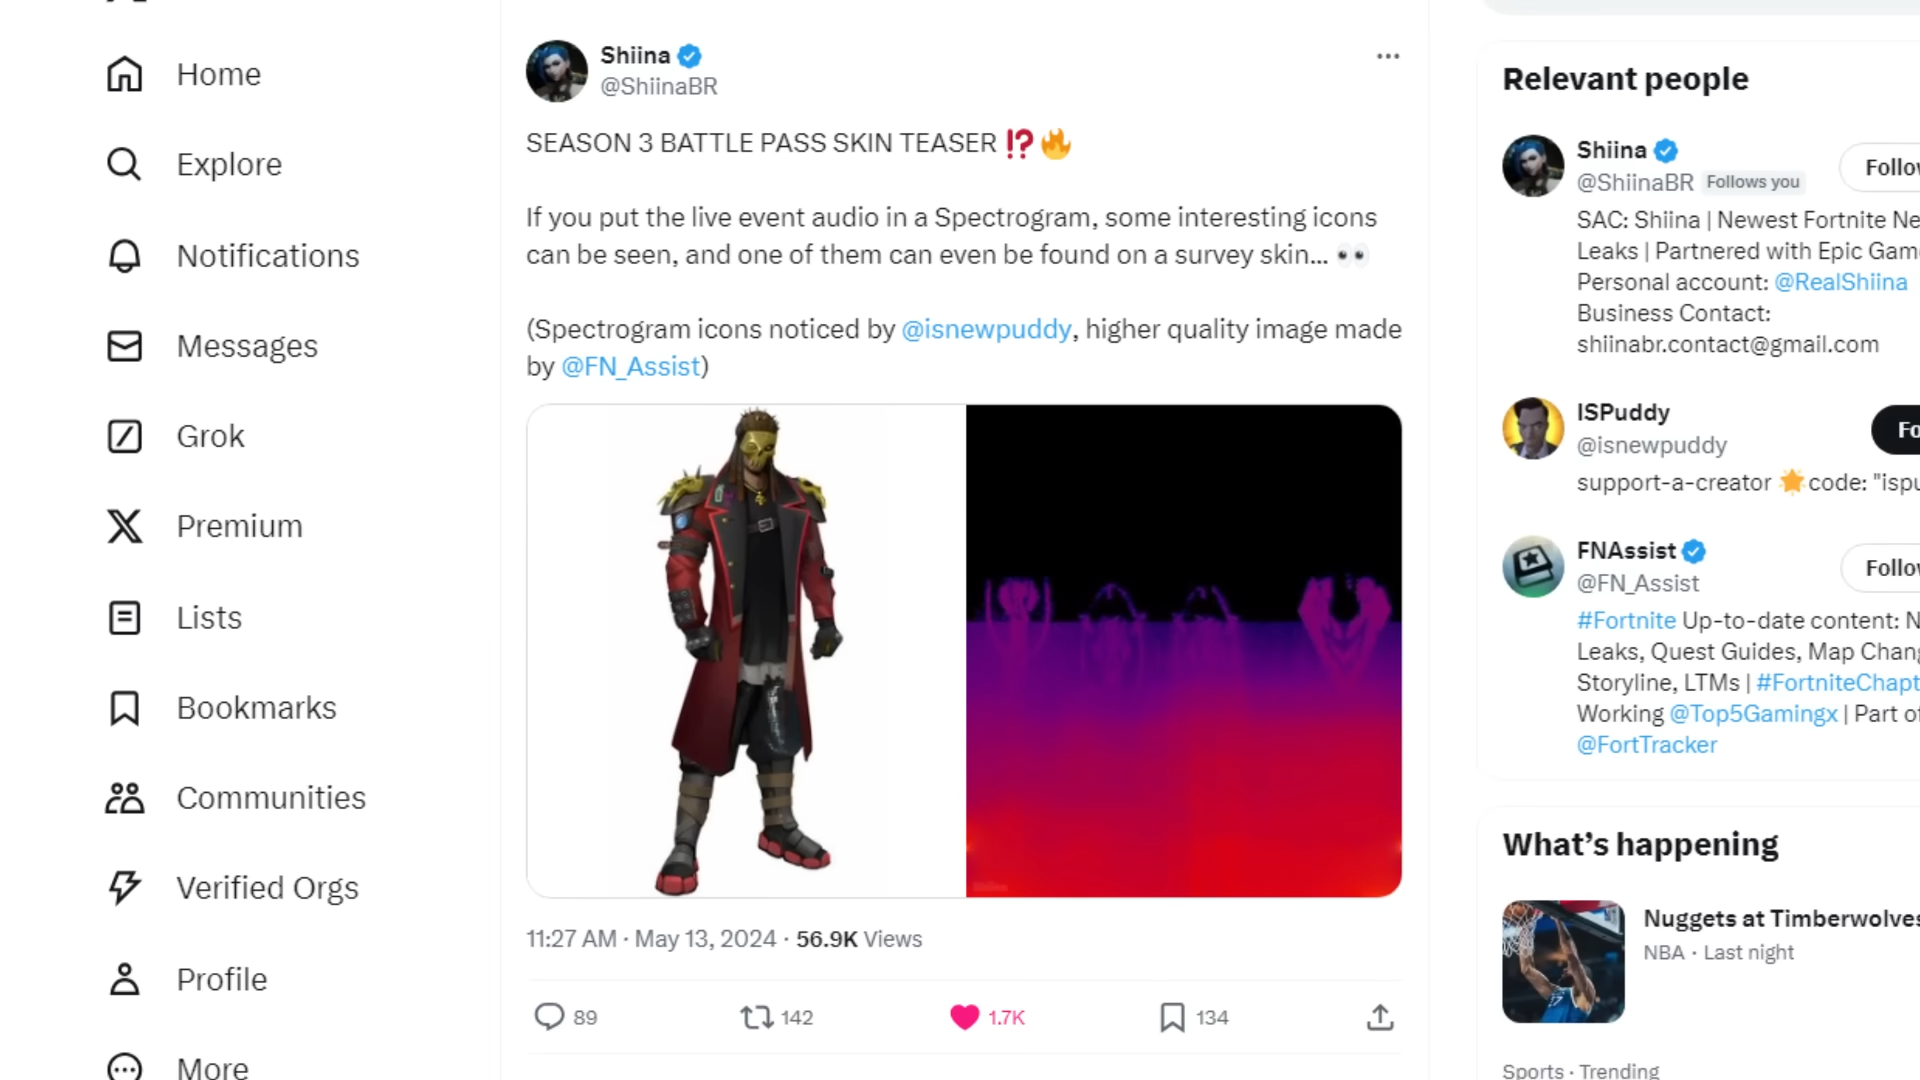 Home
Explore
Notifications
Messages
Grok
Premium
Lists
Bookmarks
Communities
Verified Orgs
Profile
More
Shiina
@ShiinaBR
SEASON 3 BATTLE PASS SKIN TEASER ⁉️🔥
If you put the live event audio in a Spectrogram, some interesting icons
can be seen, and one of them can even be found on a survey skin... 👀
(Spectrogram icons noticed by @isnewpuddy, higher quality image made
by @FN_Assist)
11:27 AM · May 13, 2024 · 56.9K Views
89
142
1.7K
134
Relevant people
Shiina
Follow
@ShiinaBR Follows you
SAC: Shiina | Newest Fortnite Ne
Leaks | Partnered with Epic Gam
Personal account: @RealShiina
Business Contact:
shiinabr.contact@gmail.com
ISPuddy
Fo
@isnewpuddy
support-a-creator 🌟code: "ispu
FNAssist
Follow
@FN_Assist
#Fortnite Up-to-date content: N
Leaks, Quest Guides, Map Chang
Storyline, LTMs | #FortniteChapt
Working @Top5Gamingx | Part of
@FortTracker
What's happening
Nuggets at Timberwolves
NBA · Last night
Sports · Trending